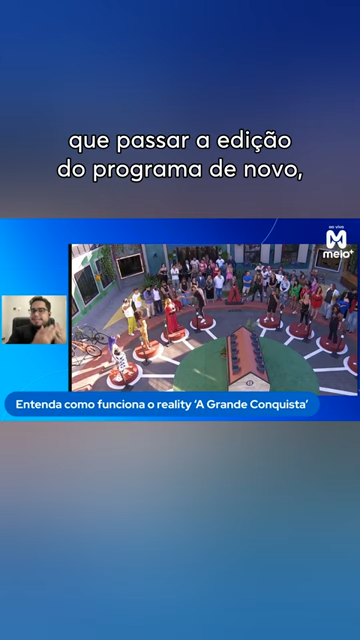 que passar a edição
do programa de novo,
ao vivo
meio+
Entenda como funciona o reality ‘A Grande Conquista’